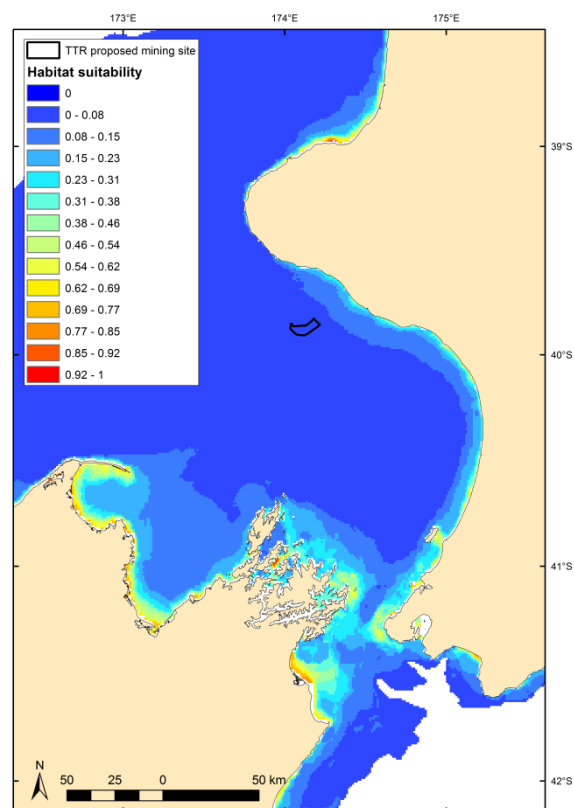 173°E 174°E 175°E
TTR proposed mining site
Habitat suitability
0
0 - 0.08
0.08 - 0.15
0.15 - 0.23
0.23 - 0.31
0.31 - 0.38
0.38 - 0.46
0.46 - 0.54
0.54 - 0.62
0.62 - 0.69
0.69 - 0.77
0.77 - 0.85
0.85 - 0.92
0.92 - 1
39°S
40°S
41°S
42°S
N
50 25 0 50 km